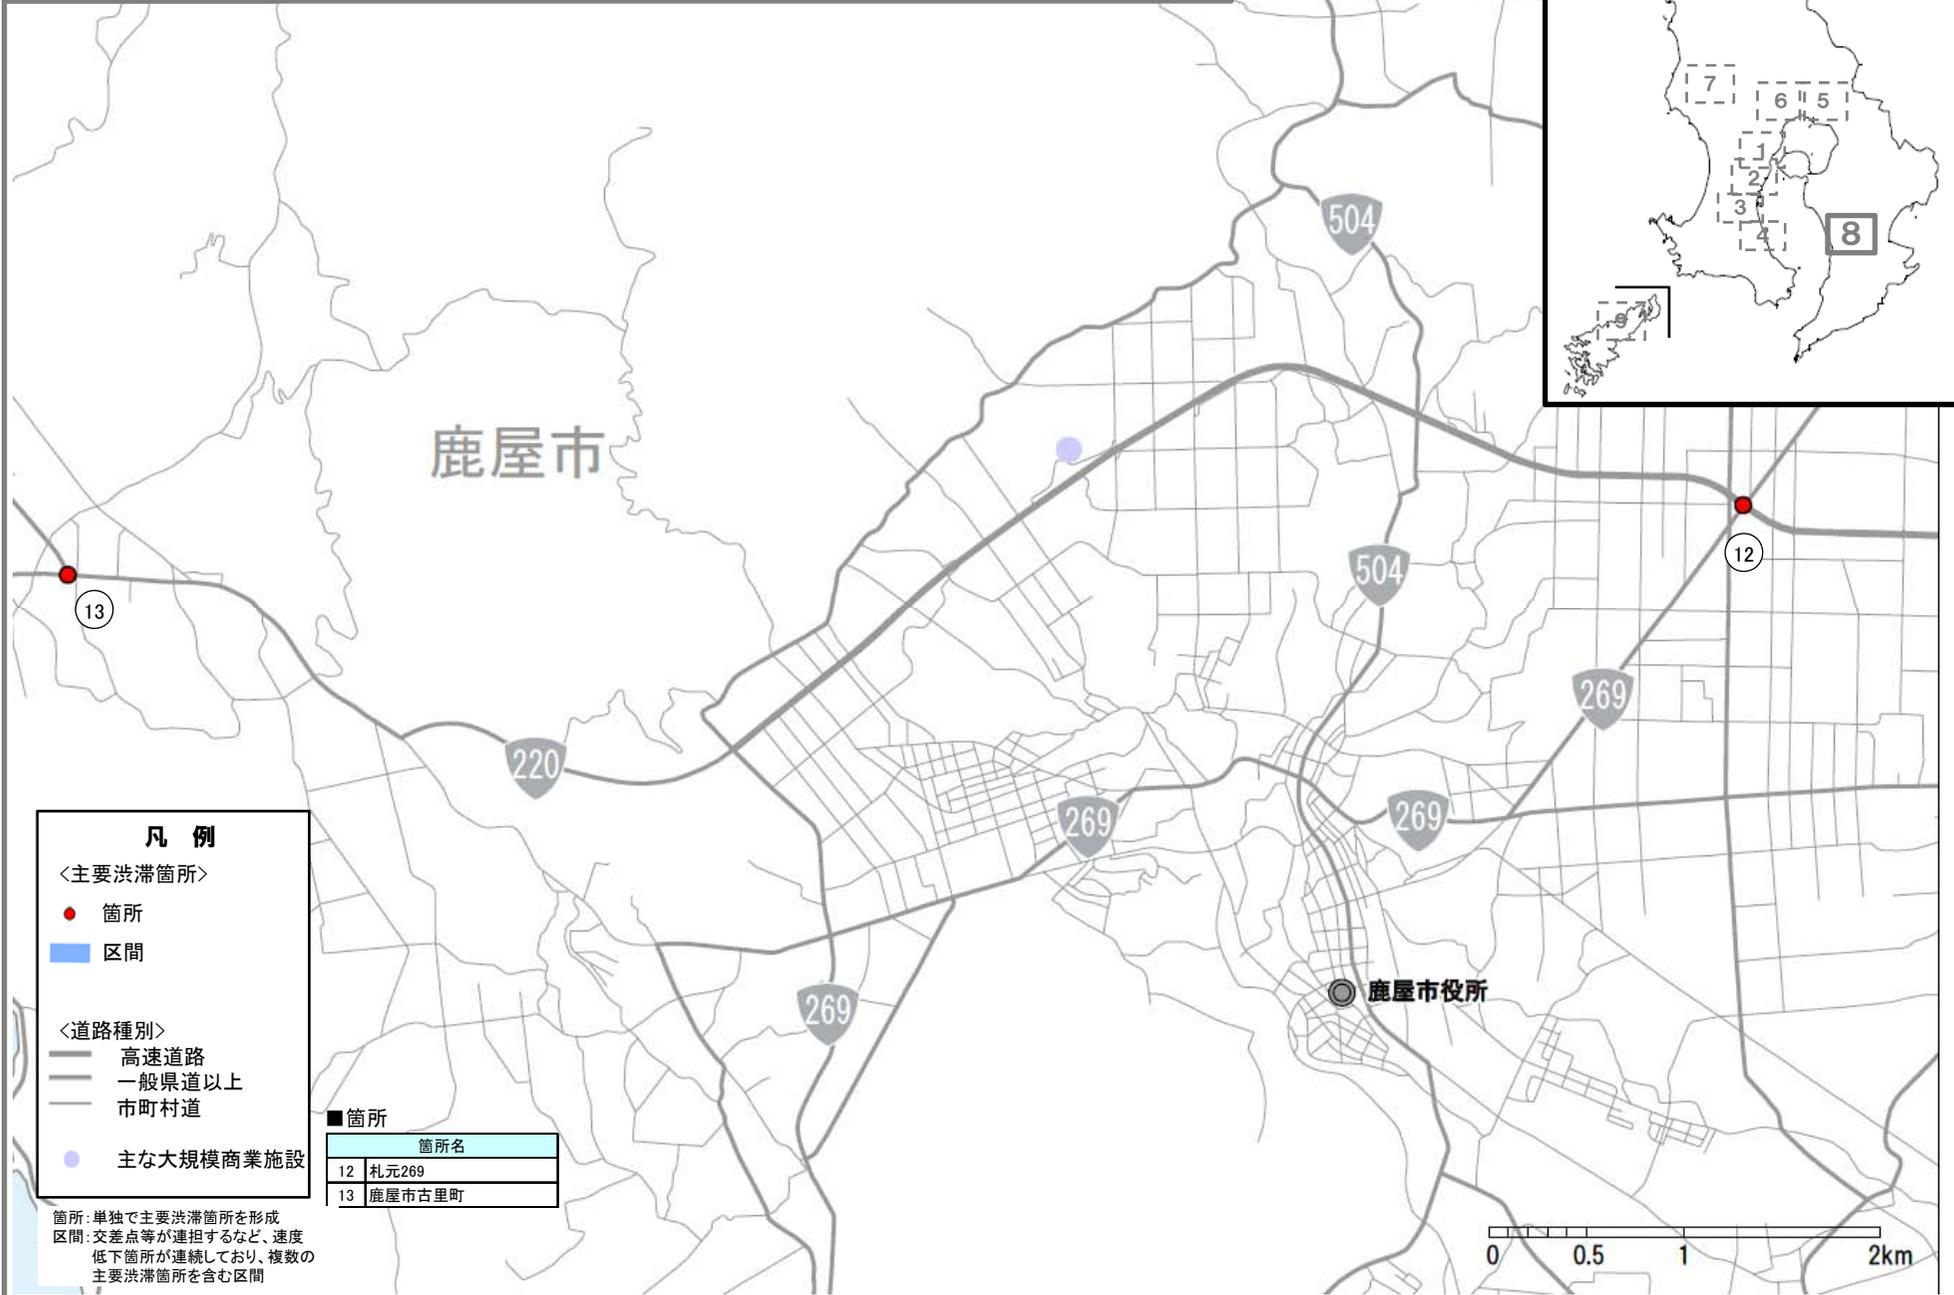 7
6
5
1
2
3
4
8
9
504
鹿屋市
12
13
504
269
220
269
269
269
鹿屋市役所
凡 例
<主要渋滞箇所>
箇所
区間
<道路種別>
高速道路
一般県道以上
市町村道
主な大規模商業施設
■箇所
箇所名
12 札元269
13 鹿屋市古里町
箇所:単独で主要渋滞箇所を形成
区間:交差点等が連担するなど、速度
低下箇所が連続しており、複数の
主要渋滞箇所を含む区間
0 0.5 1 2km